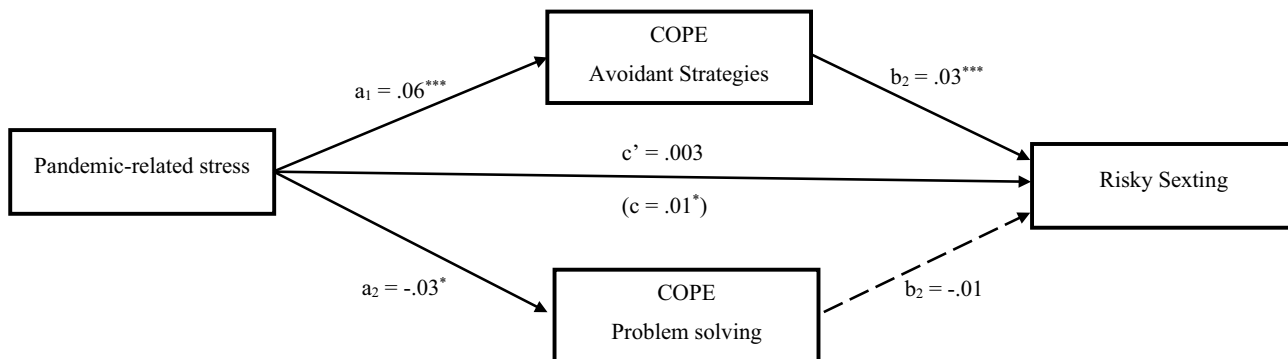 COPE
Avoidant Strategies
a₁ = .06***
b₂ = .03***
Pandemic-related stress
c’ = .003
(c = .01*)
Risky Sexting
a₂ = -.03*
COPE
Problem solving
b₂ = -.01